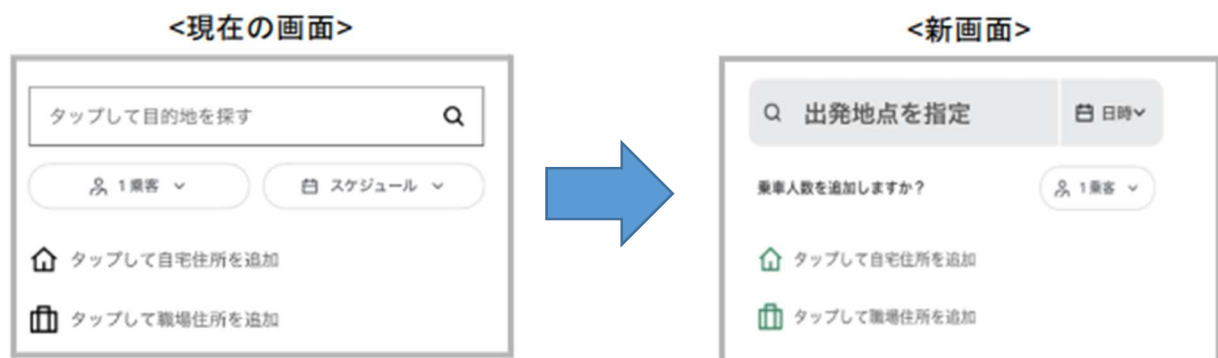 <現在の画面>
タップして目的地を探す
1乗客
スケジュール
タップして自宅住所を追加
タップして職場住所を追加
<新画面>
出発地点を指定
日時
乗車人数を追加しますか？
1乗客
タップして自宅住所を追加
タップして職場住所を追加